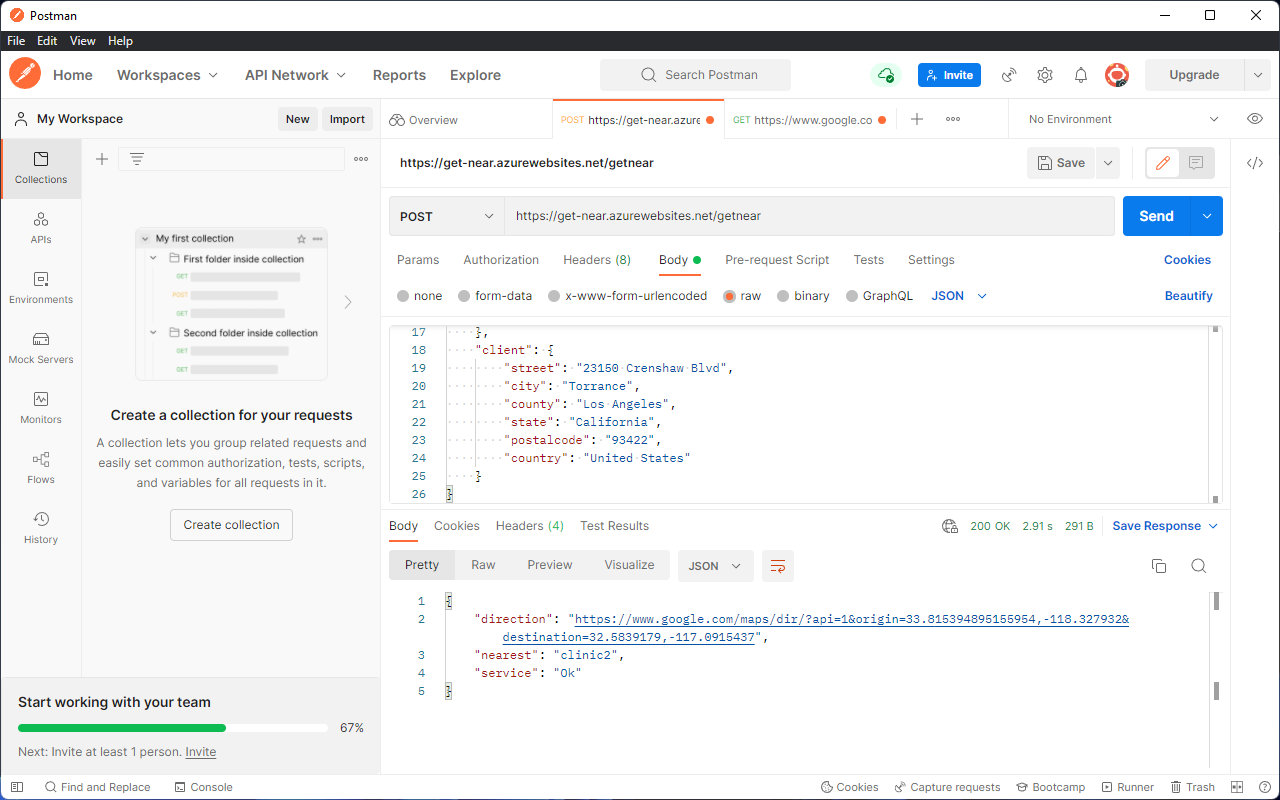 Postman
File Edit View Help
Home Workspaces API Network Reports Explore Search Postman Invite Upgrade
My Workspace New Import
Overview POST https://get-near.azure GET https://www.google.co No Environment
Collections
APIs
Environments
Mock Servers
Monitors
Flows
History
My first collection
First folder inside collection
GET
POST
GET
Second folder inside collection
GET
GET
Create a collection for your requests
A collection lets you group related requests and
easily set common authorization, tests, scripts,
and variables for all requests in it.
Create collection
Start working with your team
67%
Next: Invite at least 1 person. Invite
https://get-near.azurewebsites.net/getnear Save
POST https://get-near.azurewebsites.net/getnear Send
Params Authorization Headers (8) Body Pre-request Script Tests Settings Cookies
none form-data x-www-form-urlencoded raw binary GraphQL JSON Beautify
17 },
18 "client": {
19 "street": "23150 Crenshaw Blvd",
20 "city": "Torrance",
21 "county": "Los Angeles",
22 "state": "California",
23 "postalcode": "93422",
24 "country": "United States"
25 }
26 }
Body Cookies Headers (4) Test Results 200 OK 2.91 s 291 B Save Response
Pretty Raw Preview Visualize JSON
1 {
2 "direction": "https://www.google.com/maps/dir/?api=1&origin=33.815394895155954,-118.327932&
destination=32.5839179,-117.0915437",
3 "nearest": "clinic2",
4 "service": "Ok"
5 }
Find and Replace Console Cookies Capture requests Bootcamp Runner Trash